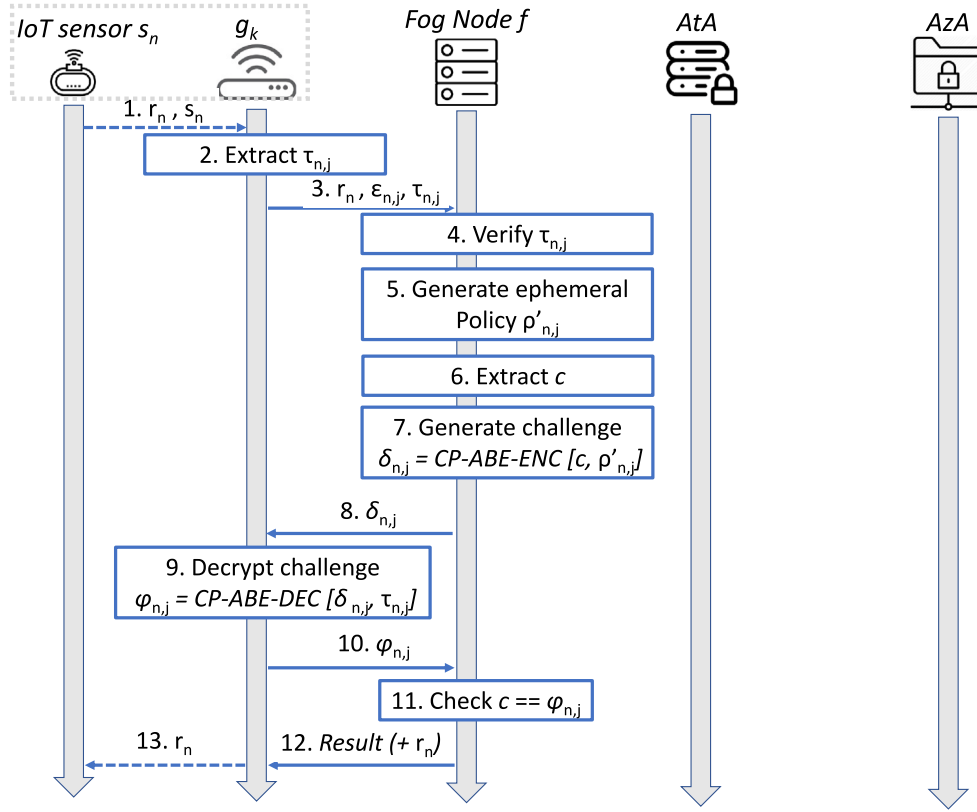 IoT sensor sn
gk
Fog Node f
AtA
AzA
1. rn , sn
2. Extract τn,j
3. rn , εn,j, τn,j
4. Verify τn,j
5. Generate ephemeral
Policy ρ’n,j
6. Extract c
7. Generate challenge
δn,j = CP-ABE-ENC [c, ρ’n,j]
8. δn,j
9. Decrypt challenge
φn,j = CP-ABE-DEC [δ n,j, τn,j]
10. φn,j
11. Check c == φn,j
13. rn
12. Result (+ rn)